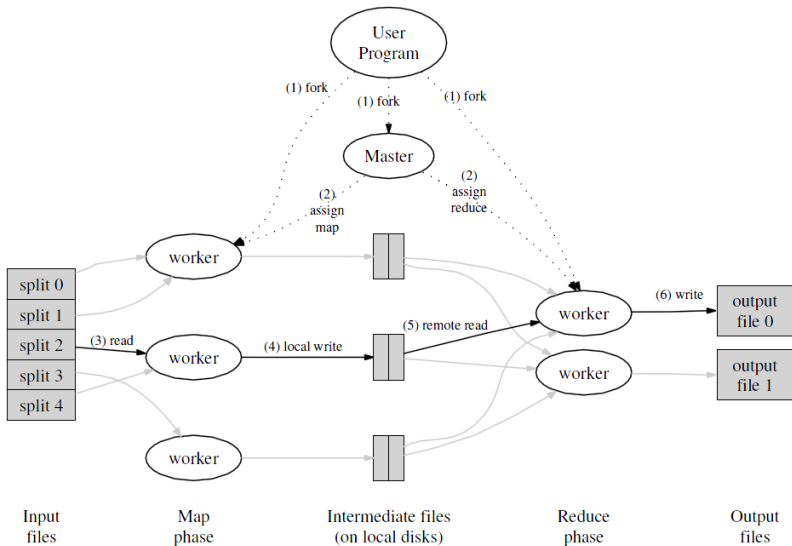 User
Program
(1) fork
(1) fork
(1) fork
Master
(2)
assign
map
(2)
assign
reduce
worker
split 0
split 1
split 2
split 3
split 4
(3) read
worker
(4) local write
(5) remote read
worker
(6) write
output
file 0
worker
output
file 1
worker
Input
files
Map
phase
Intermediate files
(on local disks)
Reduce
phase
Output
files